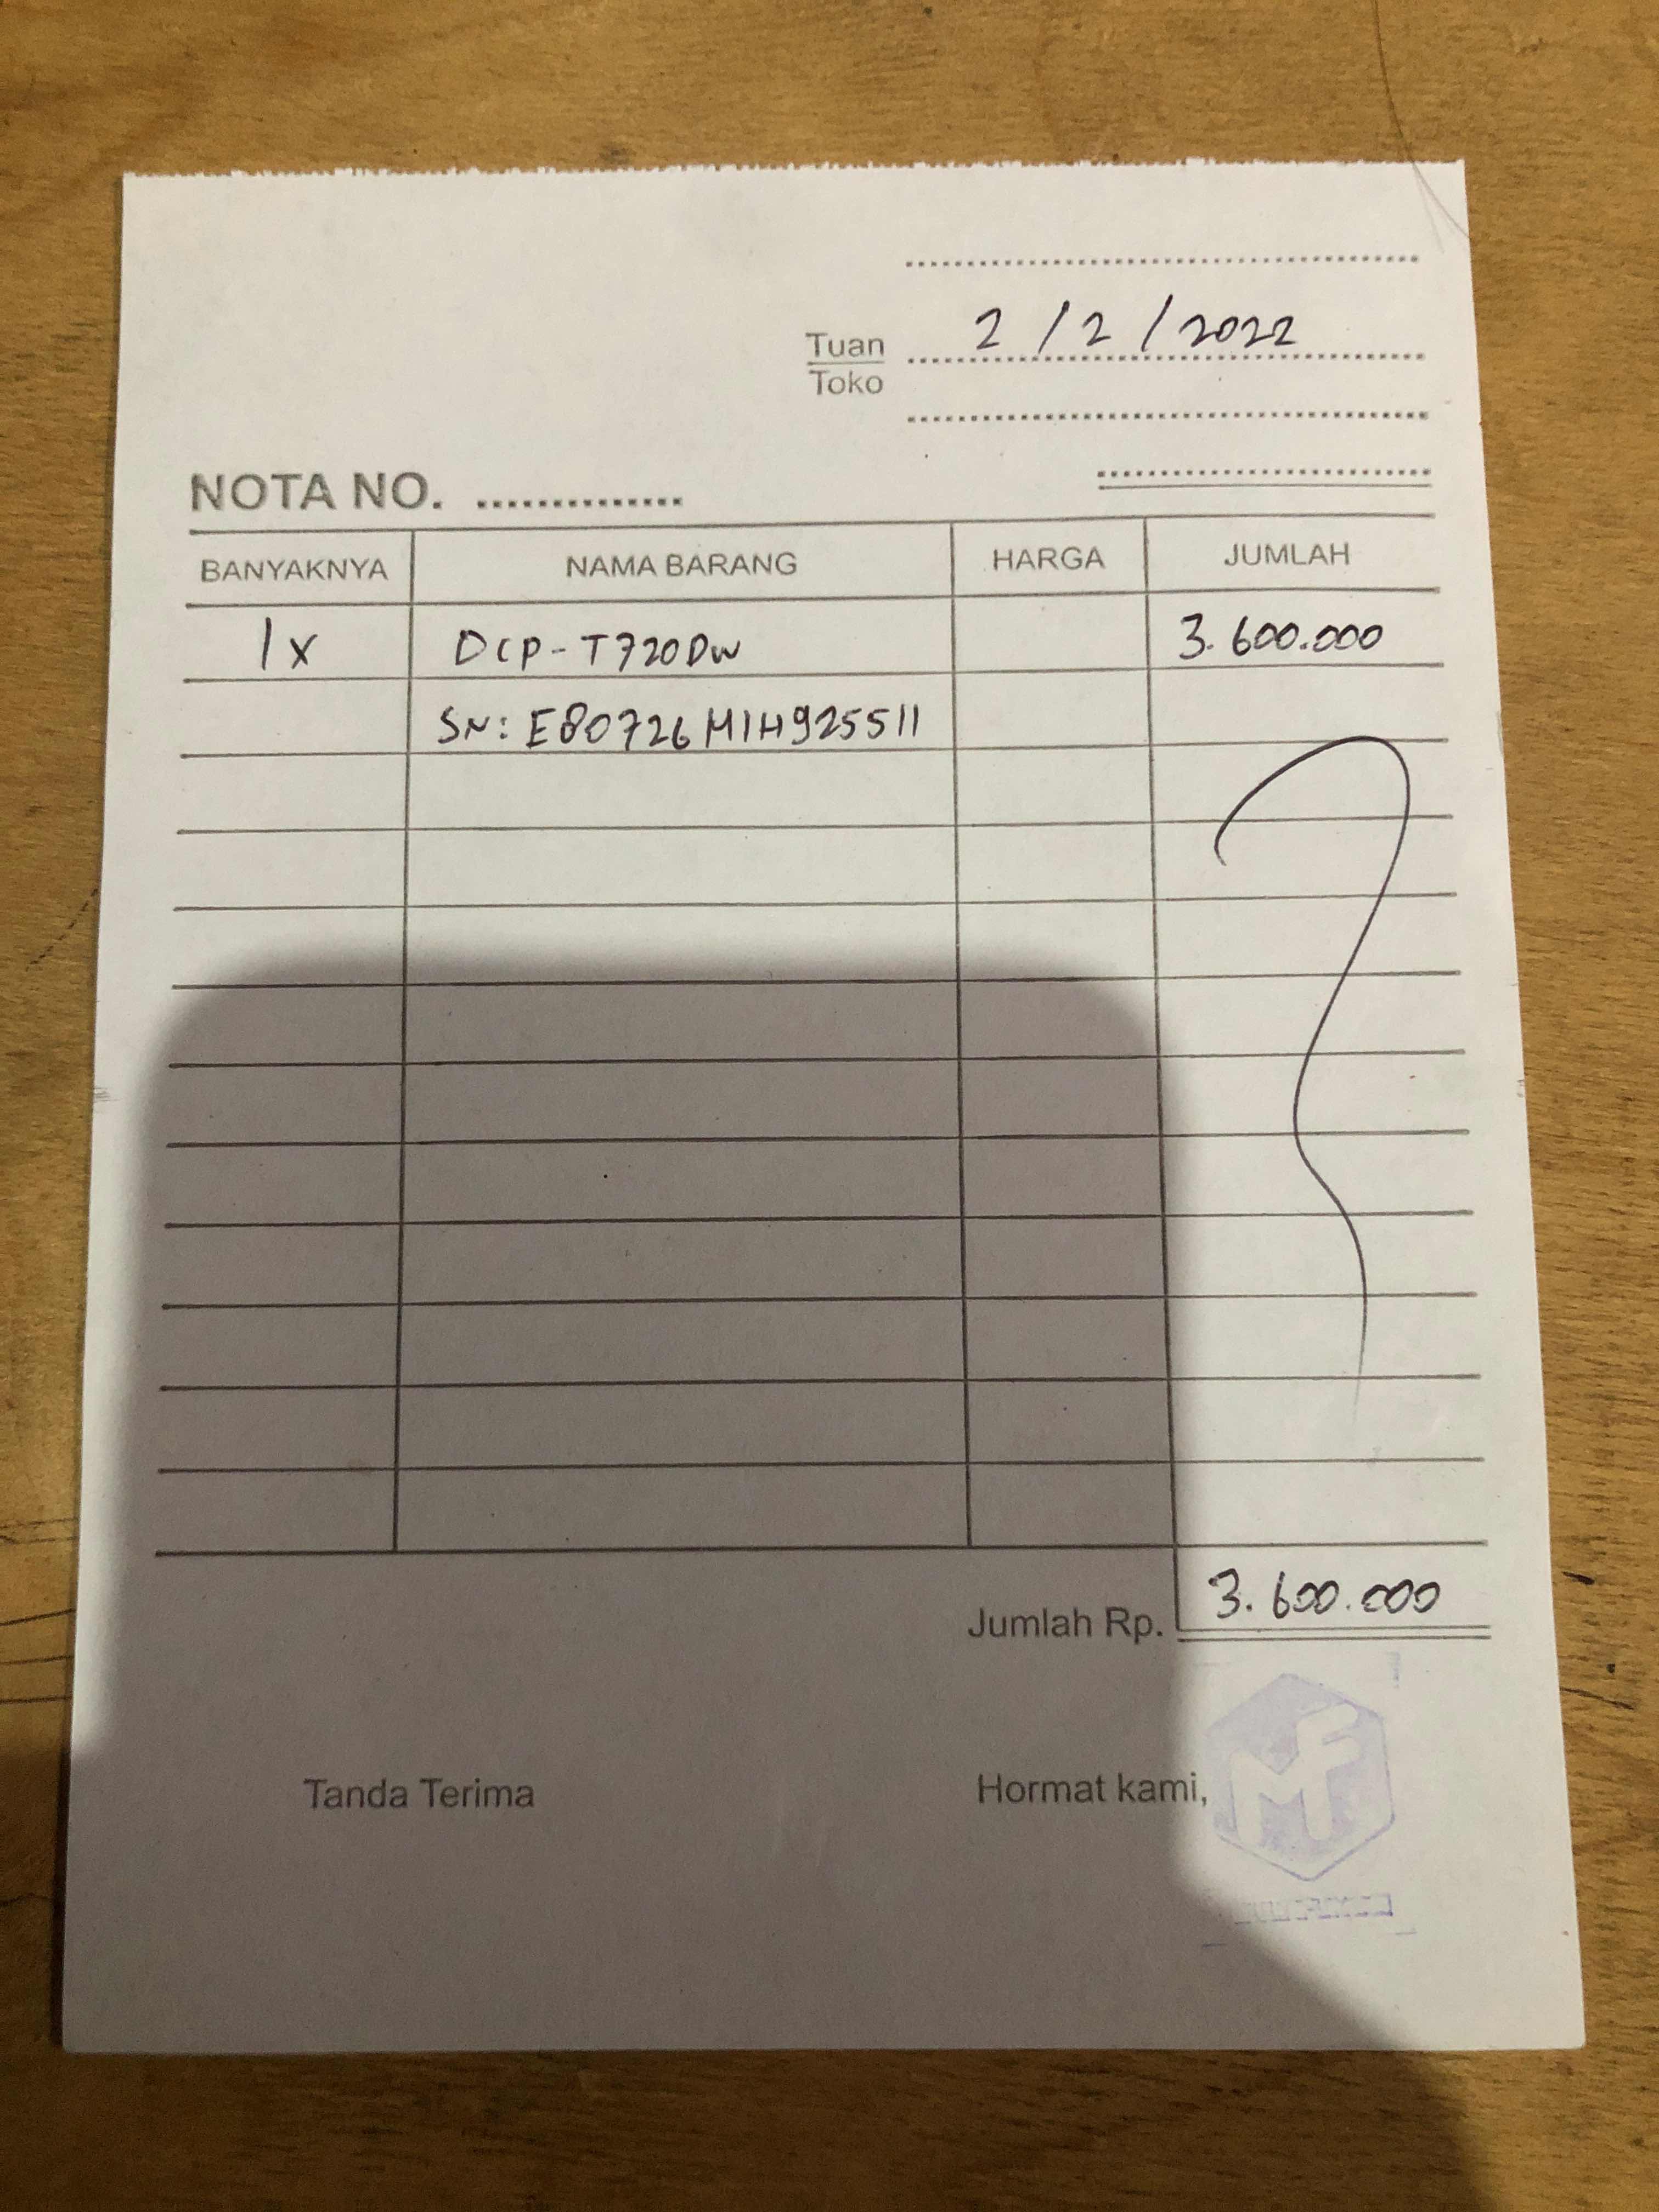 2/2/2022
Tuan
Toko
NOTA NO. ..............
BANYAKNYA NAMA BARANG HARGA JUMLAH
1x DCP-T720DW 3.600.000
SN: E80726M1H925511
Jumlah Rp. 3.600.000
Tanda Terima Hormat kami,
MF